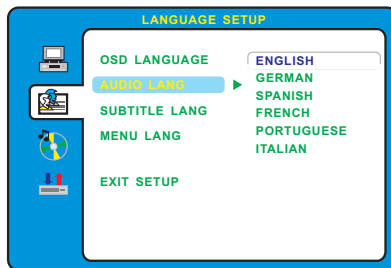 LANGUAGE SETUP
OSD LANGUAGE
AUDIO LANG
SUBTITLE LANG
MENU LANG
EXIT SETUP
ENGLISH
GERMAN
SPANISH
FRENCH
PORTUGUESE
ITALIAN